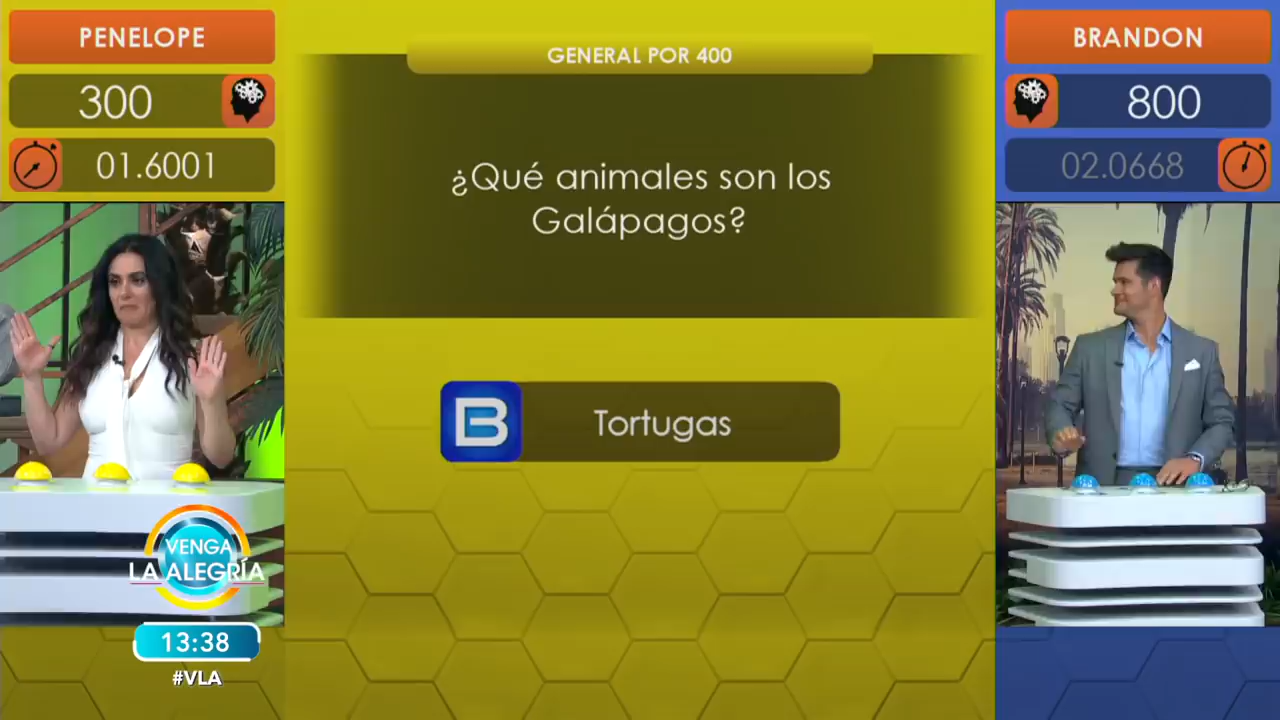 PENELOPE
300
01.6001
GENERAL POR 400
¿Qué animales son los
Galápagos?
B Tortugas
BRANDON
800
02.0668
VENGA
LA ALEGRÍA
13:38
#VLA